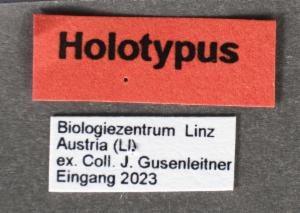 Holotypus
Biologiezentrum Linz
Austria (LI)
ex. Coll. J. Gusenleitner
Eingang 2023